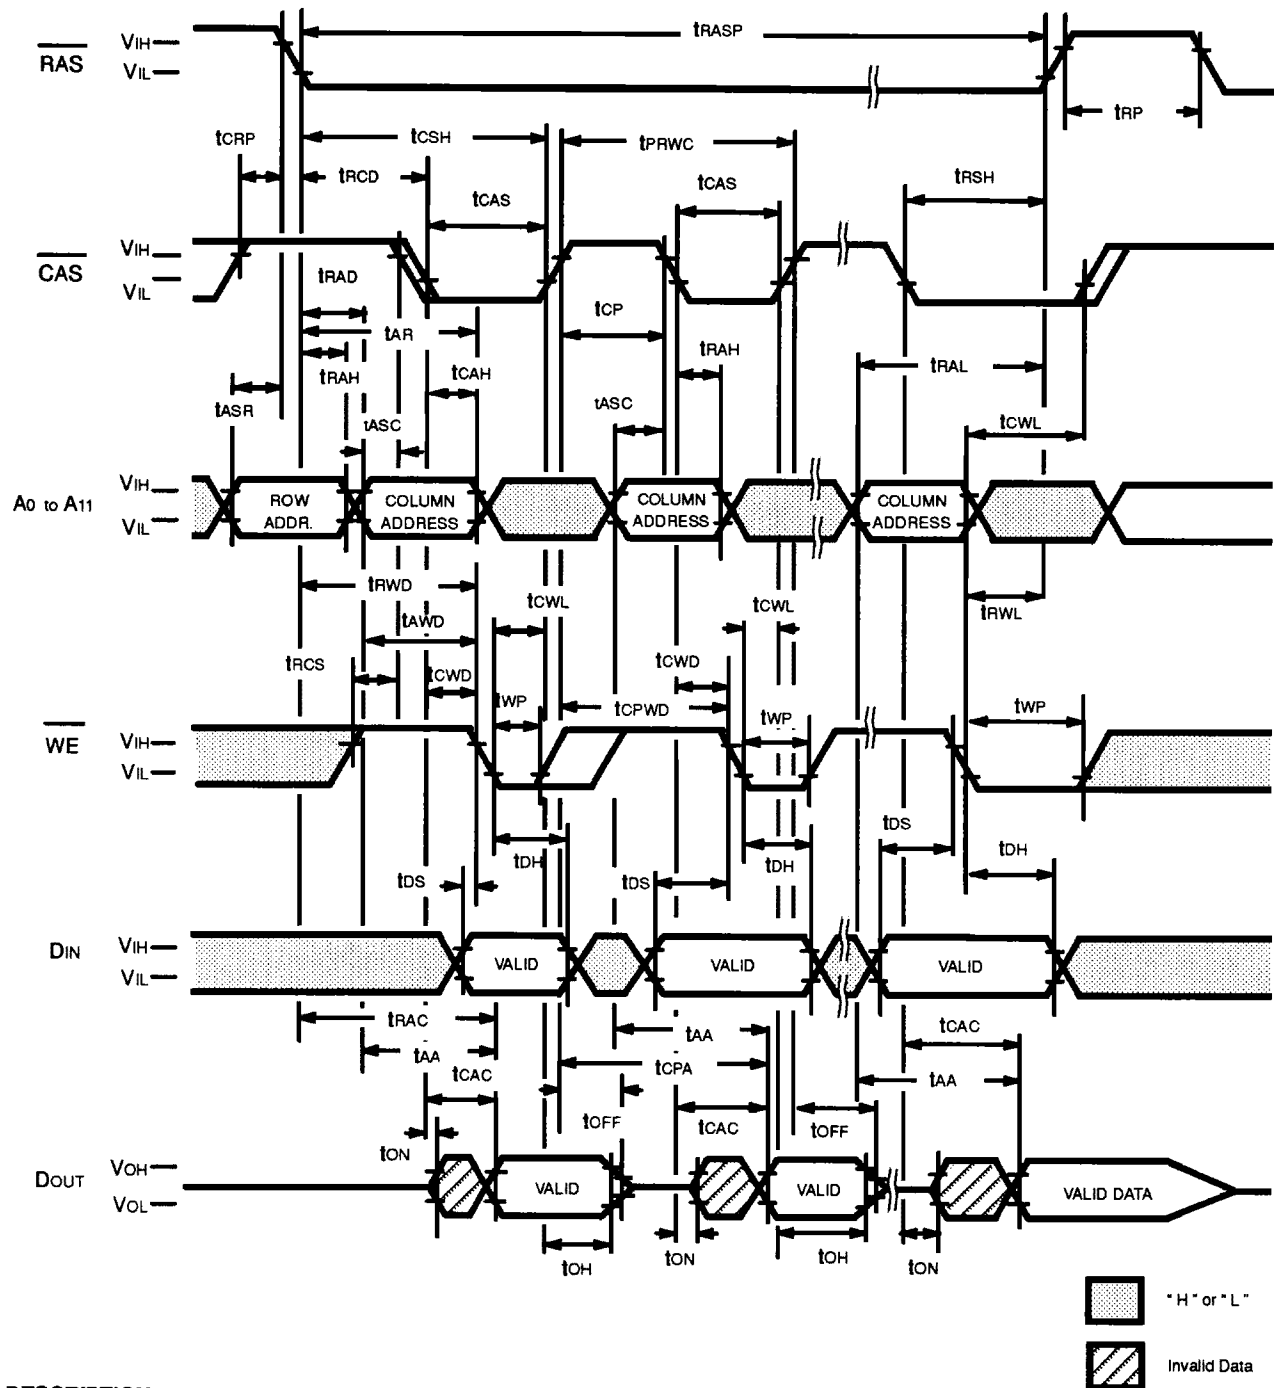 tRASP
VIH
RAS
VIL
tRP
tCRP
tCSH
tPRWC
tRCD
tCAS
tCAS
tRSH
VIH
CAS
VIL
tRAD
tCP
tAR
tRAH
tRAH
tCAH
tRAL
tASR
tASC
tASC
tCWL
VIH
A0 to A11
VIL
ROW
ADDR.
COLUMN
ADDRESS
COLUMN
ADDRESS
COLUMN
ADDRESS
tRWD
tCWL
tCWL
tRWL
tAWD
tRCS
tCWD
tCWD
tWP
tCPWD
tWP
tWP
VIH
WE
VIL
tDS
tDH
tDH
tDH
tDS
tDS
VIH
DIN
VIL
VALID
VALID
VALID
tRAC
tAA
tCAC
tAA
tCPA
tCAC
tAA
tOFF
tCAC
tOFF
tON
VOH
DOUT
VOL
VALID
VALID
VALID DATA
tOH
tON
tOH
tON
"H" or "L"
Invalid Data